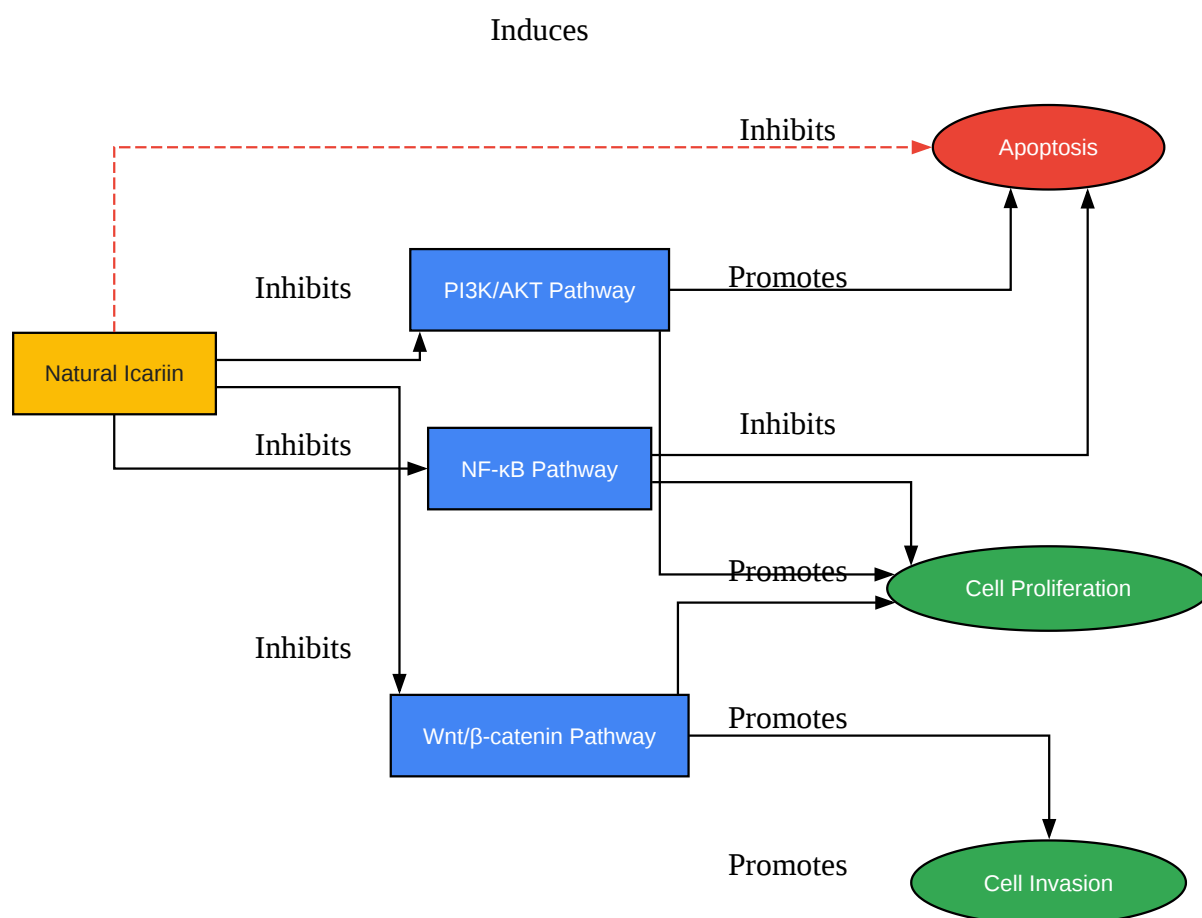 Induces
Inhibits
Apoptosis
Inhibits
PI3K/AKT Pathway
Promotes
Natural Icariin
Inhibits
NF-κB Pathway
Inhibits
Promotes
Cell Proliferation
Inhibits
Wnt/β-catenin Pathway
Promotes
Promotes
Cell Invasion